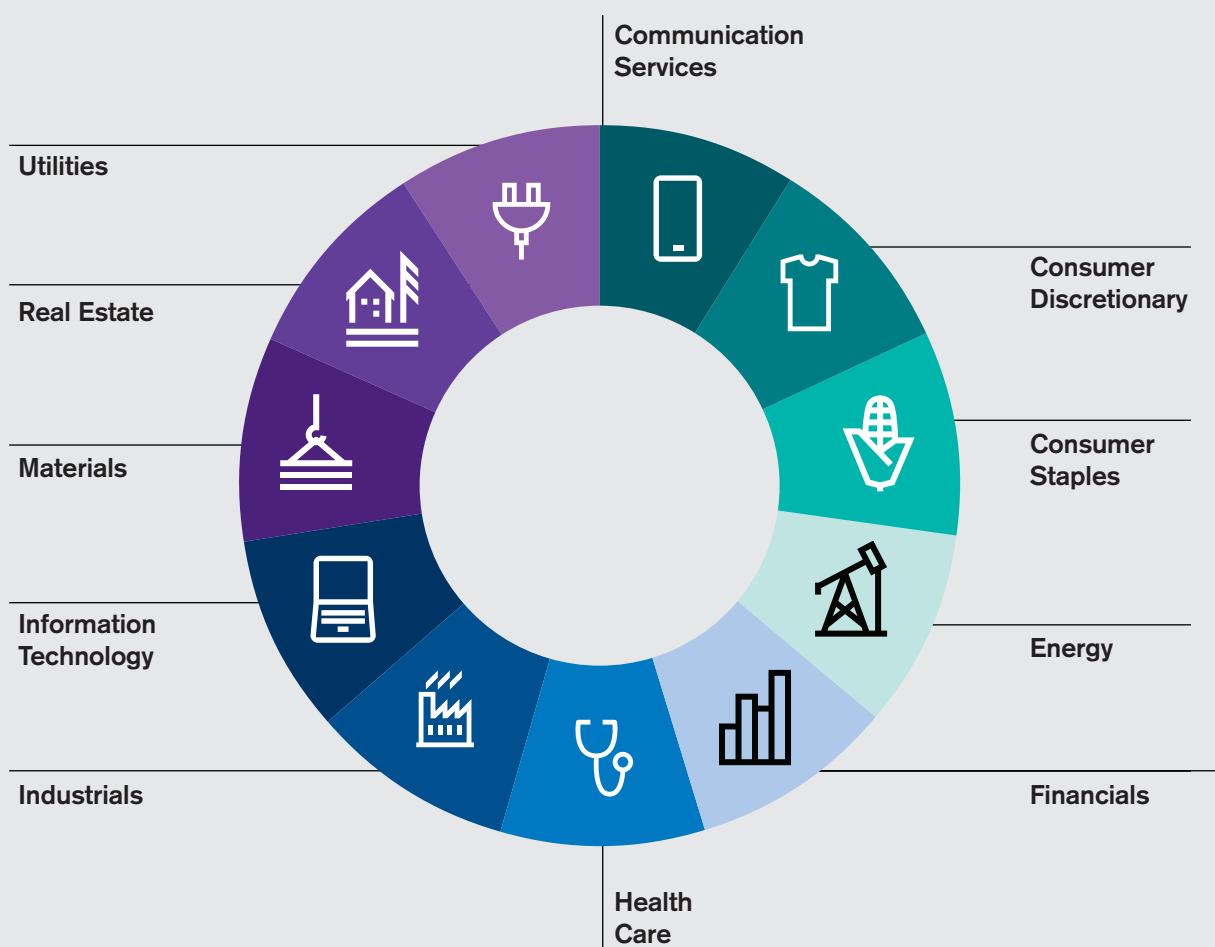 Communication
Services
Consumer
Discretionary
Consumer
Staples
Energy
Financials
Health
Care
Industrials
Information
Technology
Materials
Real Estate
Utilities